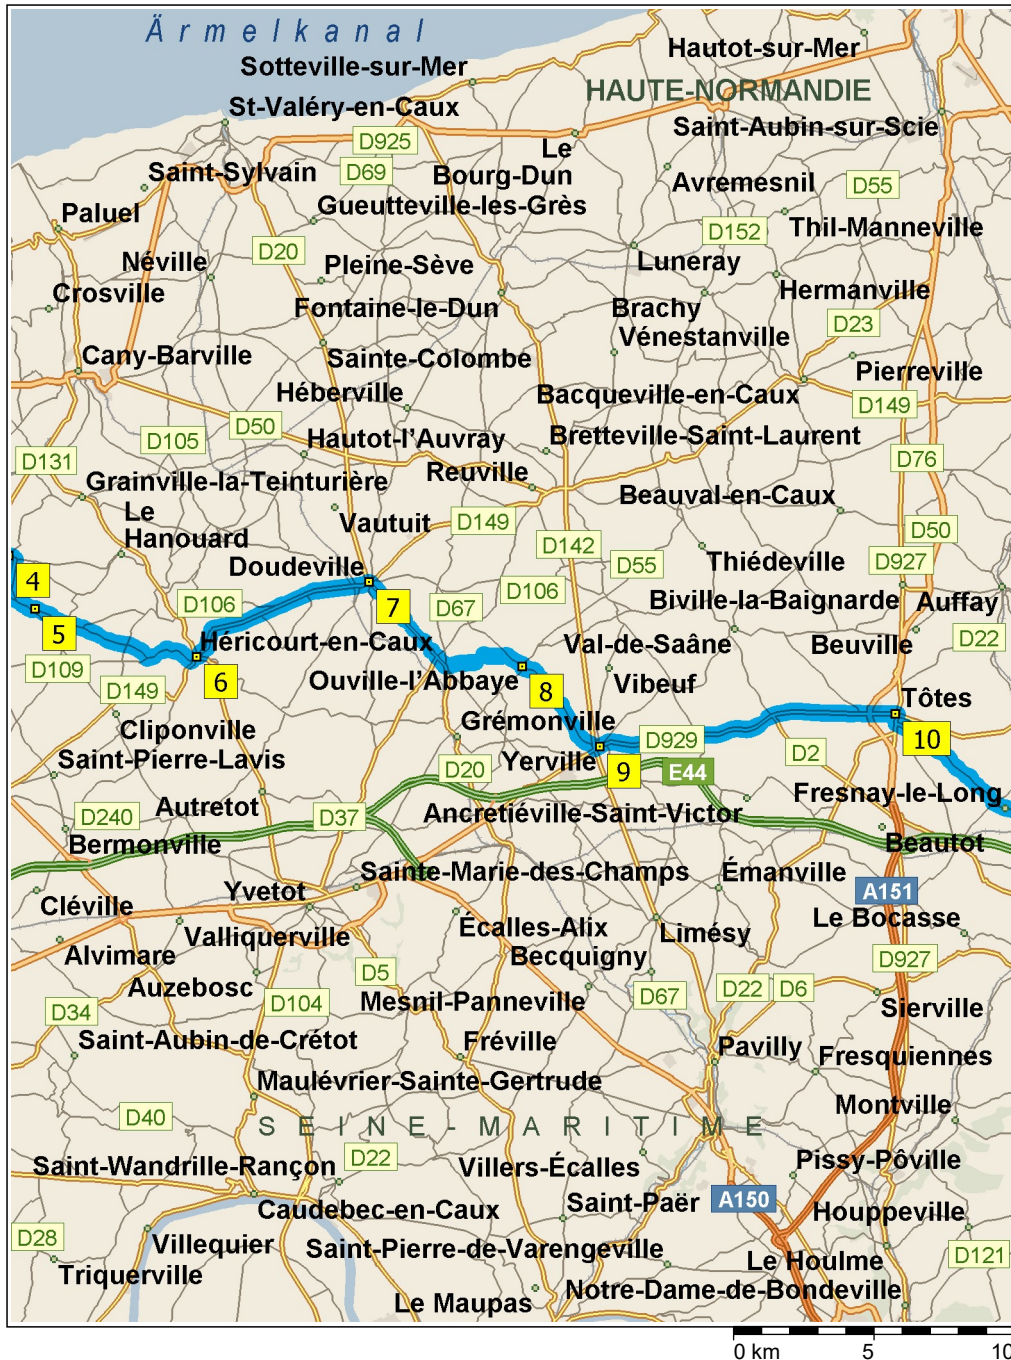 Ärmelkanal
Hautot-sur-Mer
Sotteville-sur-Mer
HAUTE-NORMANDIE
St-Valéry-en-Caux
Saint-Aubin-sur-Scie
D925
Le
Bourg-Dun
Saint-Sylvain
D69
Avremesnil
D55
Paluel
Gueutteville-les-Grès
D152
Thil-Manneville
D20
Néville
Pleine-Sève
Luneray
Crosville
Fontaine-le-Dun
Brachy
Hermanville
Vénestanville
D23
Cany-Barville
Sainte-Colombe
Pierreville
Héberville
Bacqueville-en-Caux
D149
D105
D50
Hautot-l'Auvray
Bretteville-Saint-Laurent
D131
Reuville
D76
Grainville-la-Teinturière
Beauval-en-Caux
Le
Hanouard
Vautuit
D149
D50
D142
Doudeville
D55
Thiédeville
D927
4
D106
7
D67
D106
Biville-la-Baignarde
Auffay
5
Héricourt-en-Caux
Val-de-Saâne
Beuville
D22
D109
6
Ouville-l'Abbaye
8
Vibeuf
D149
Tôtes
Cliponville
Grémonville
D929
10
Saint-Pierre-Lavis
D20
Yerville
9
E44
D2
Autretot
Fresnay-le-Long
D240
D37
Ancretiéville-Saint-Victor
Bermonville
Beautot
Sainte-Marie-des-Champs
Émanville
Cléville
Yvetot
A151
Le Bocasse
Valliquerville
Écalles-Alix
Limésy
Alvimare
Becquigny
D927
Auzebosc
D5
D67
D22
D6
D34
D104
Mesnil-Panneville
Sierville
Saint-Aubin-de-Crétot
Fréville
Pavilly
Fresquiennes
Maulévrier-Sainte-Gertrude
Montville
D40
SEINE-MARITIME
Saint-Wandrille-Rançon
D22
Villers-Écalles
Pissy-Pôville
Caudebec-en-Caux
Saint-Paër
A150
Houppeville
D28
Villequier
Saint-Pierre-de-Varengeville
Le Houlme
D121
Triquerville
Notre-Dame-de-Bondeville
Le Maupas
0 km
5
10